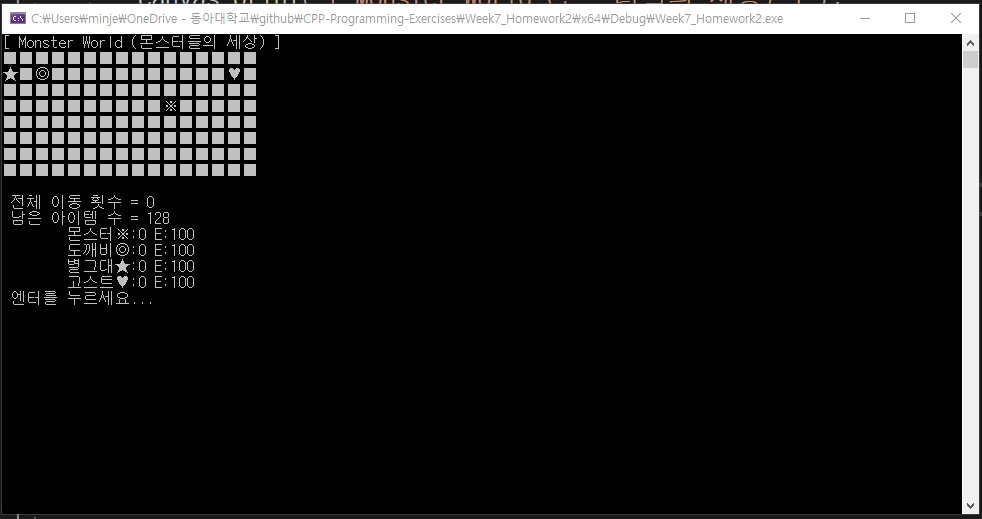 C:₩Users₩minje₩OneDrive - 동아대학교₩github₩CPP-Programming-Exercises₩Week7_Homework2₩x64₩Debug₩Week7_Homework2.exe
[ Monster World (몬스터들의 세상) ]
■■■■■■■■■■■■■■■■
★■◎■■■■■■■■■■■♥■
■■■■■■■■■■■■■■■■
■■■■■■■■■■※■■■■■
■■■■■■■■■■■■■■■■
■■■■■■■■■■■■■■■■
■■■■■■■■■■■■■■■■
■■■■■■■■■■■■■■■■
전체 이동 횟수 = 0
남은 아이템 수 = 128
몬스터※:0 E:100
도깨비◎:0 E:100
별그대★:0 E:100
고스트♥:0 E:100
엔터를 누르세요...